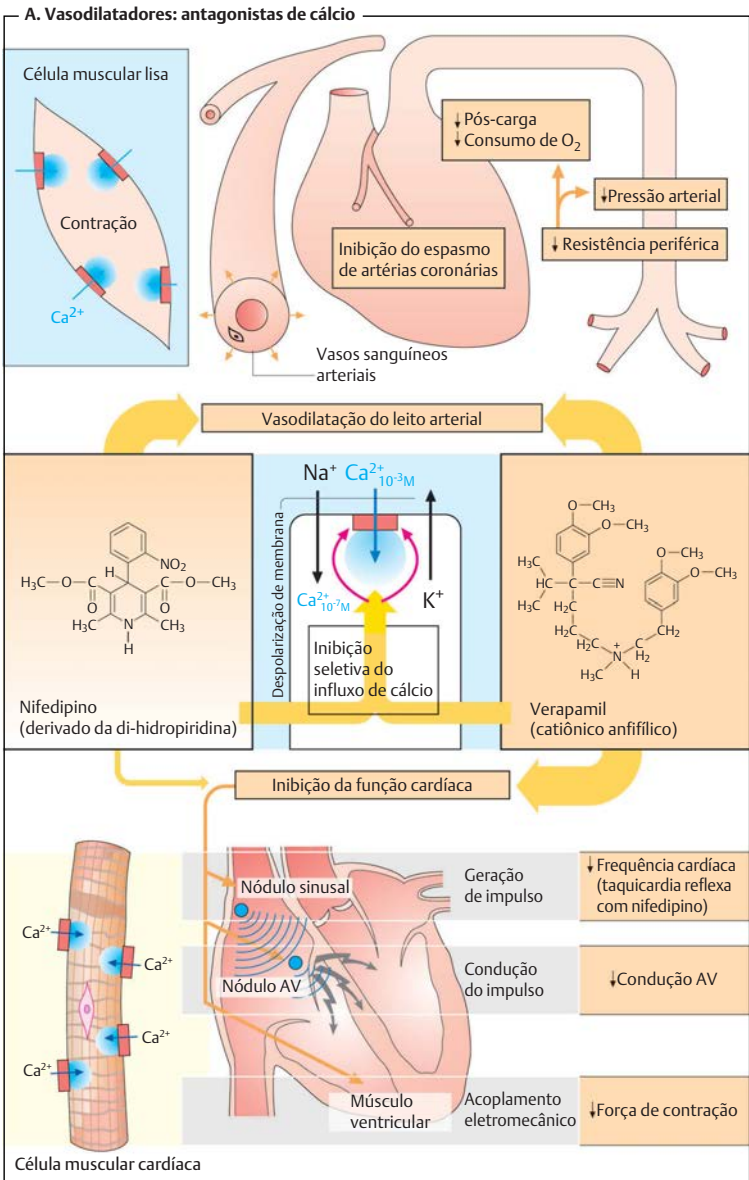 A. Vasodilatadores: antagonistas de cálcio
Célula muscular lisa
Contração
Ca²⁺
↓ Pós-carga
↓ Consumo de O₂
↓ Pressão arterial
↓ Resistência periférica
Inibição do espasmo
de artérias coronárias
Vasos sanguíneos
arteriais
Vasodilatação do leito arterial
H₃C—O
O
H
NO₂
O—CH₃
O
H₃C
N
CH₃
H
Nifedipino
(derivado da di-hidropiridina)
Despolarização de membrana
Na⁺
Ca²⁺ 10⁻³M
Ca²⁺ 10⁻⁷M
K⁺
Inibição
seletiva do
influxo de cálcio
O—CH₃
O—CH₃
H₃C
HC—C—C≡N
H₃C
H₂C
C
H₂
H₂C
O—CH₃
O—CH₃
CH₂
C
H₂
N⁺
H₃C
H
Verapamil
(catiônico anfifílico)
Inibição da função cardíaca
Ca²⁺
Ca²⁺
Ca²⁺
Ca²⁺
Célula muscular cardíaca
Nódulo sinusal
Nódulo AV
Músculo
ventricular
Geração
de impulso
↓ Frequência cardíaca
(taquicardia reflexa
com nifedipino)
Condução
do impulso
↓Condução AV
Acoplamento
eletromecânico
↓Força de contração